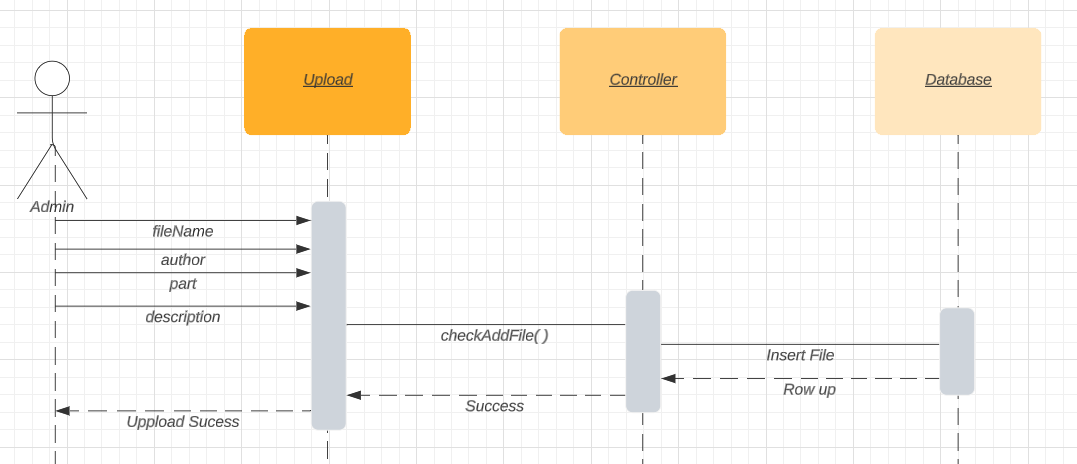 Upload
Controller
Database
Admin
fileName
author
part
description
checkAddFile( )
Insert File
Row up
Success
Uppload Sucess